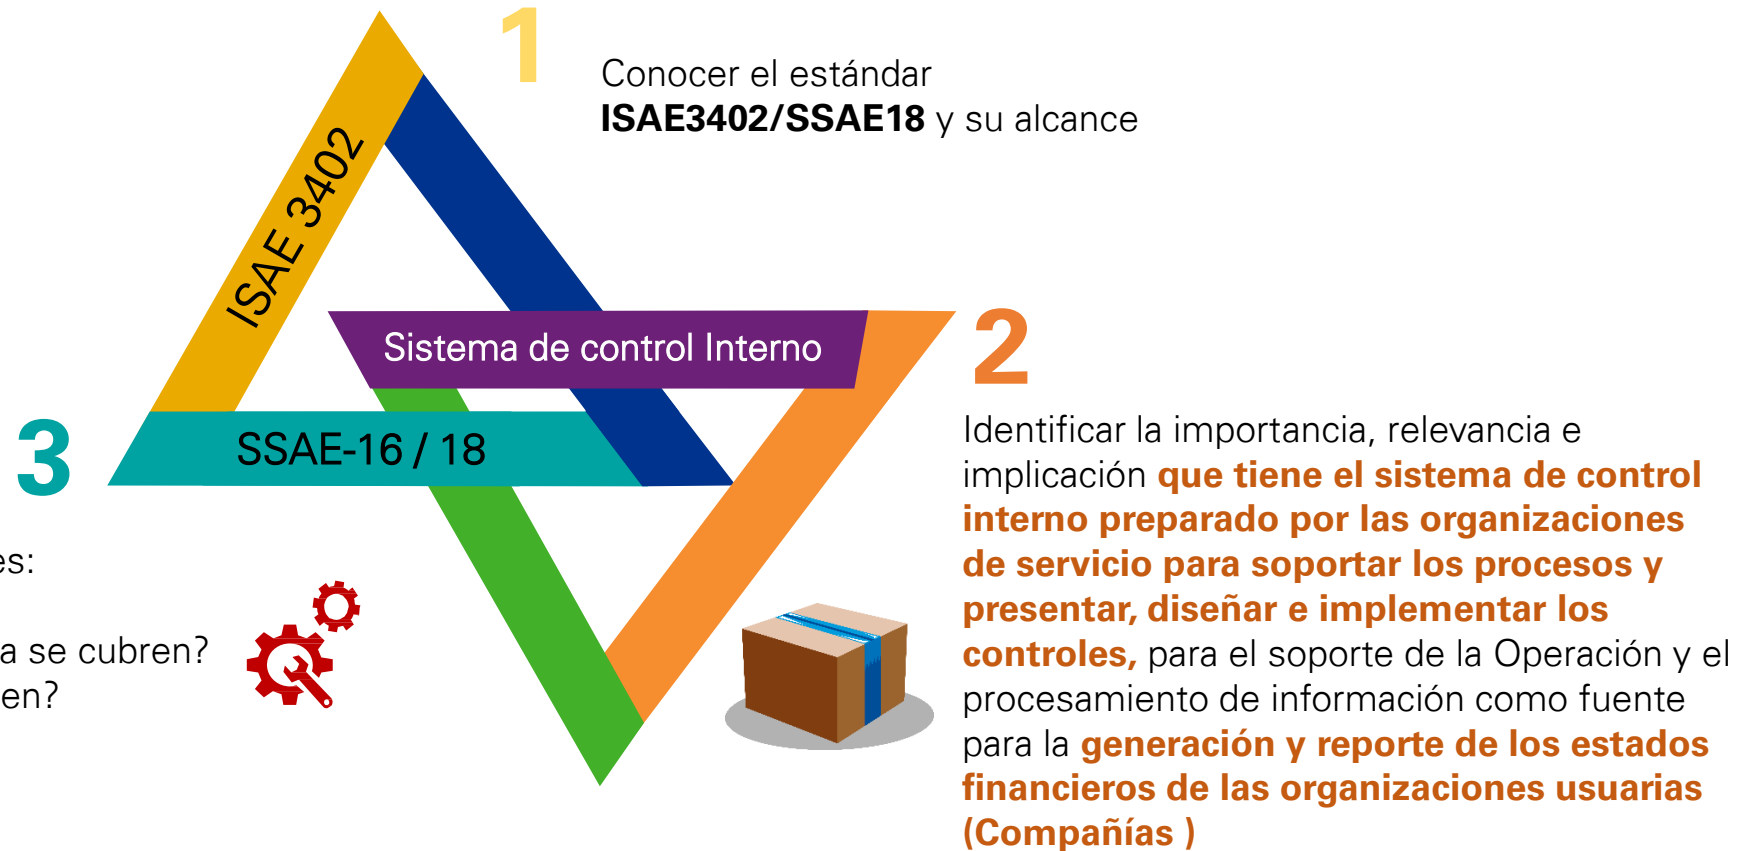 1
Conocer el estándar
ISAE3402/SSAE18 y su alcance
ISAE 3402
Sistema de control Interno
SSAE-16 / 18
2
Identificar la importancia, relevancia e
implicación que tiene el sistema de control
interno preparado por las organizaciones
de servicio para soportar los procesos y
presentar, diseñar e implementar los
controles, para el soporte de la Operación y el
procesamiento de información como fuente
para la generación y reporte de los estados
financieros de las organizaciones usuarias
(Compañías )
3
es:
a se cubren?
en?